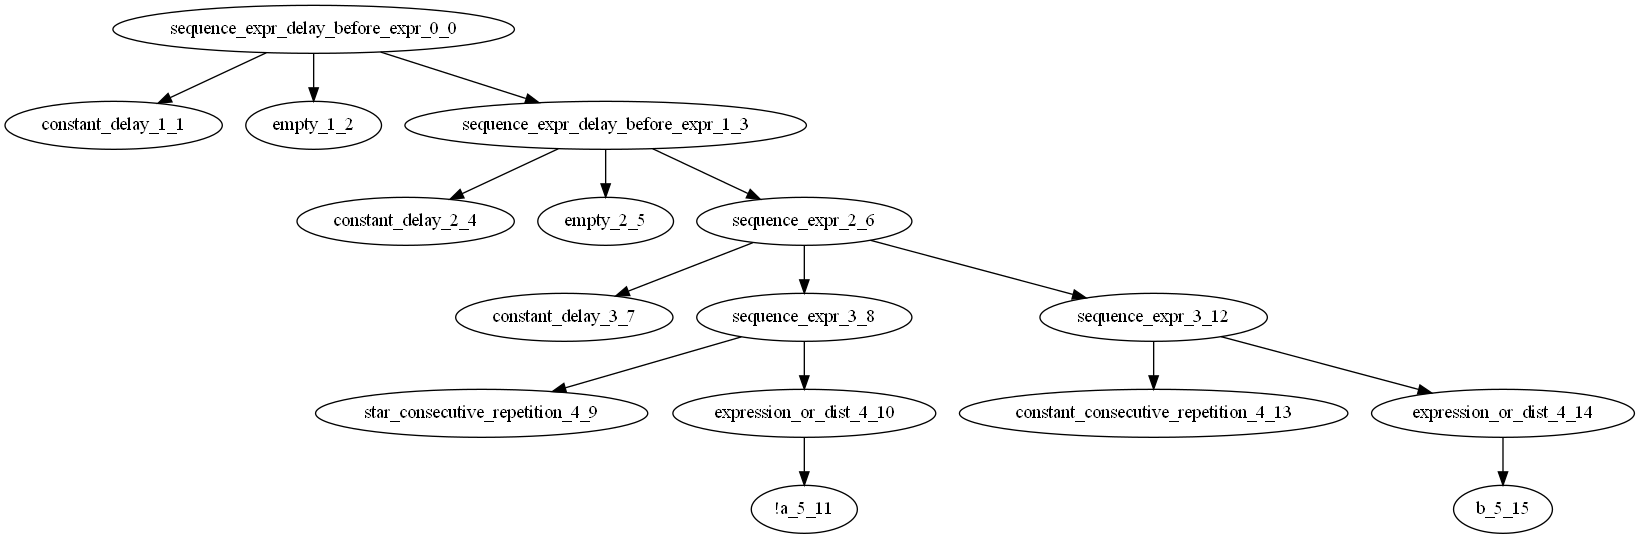 sequence_expr_delay_before_expr_0_0
constant_delay_1_1
empty_1_2
sequence_expr_delay_before_expr_1_3
constant_delay_2_4
empty_2_5
sequence_expr_2_6
constant_delay_3_7
sequence_expr_3_8
sequence_expr_3_12
star_consecutive_repetition_4_9
expression_or_dist_4_10
constant_consecutive_repetition_4_13
expression_or_dist_4_14
!a_5_11
b_5_15